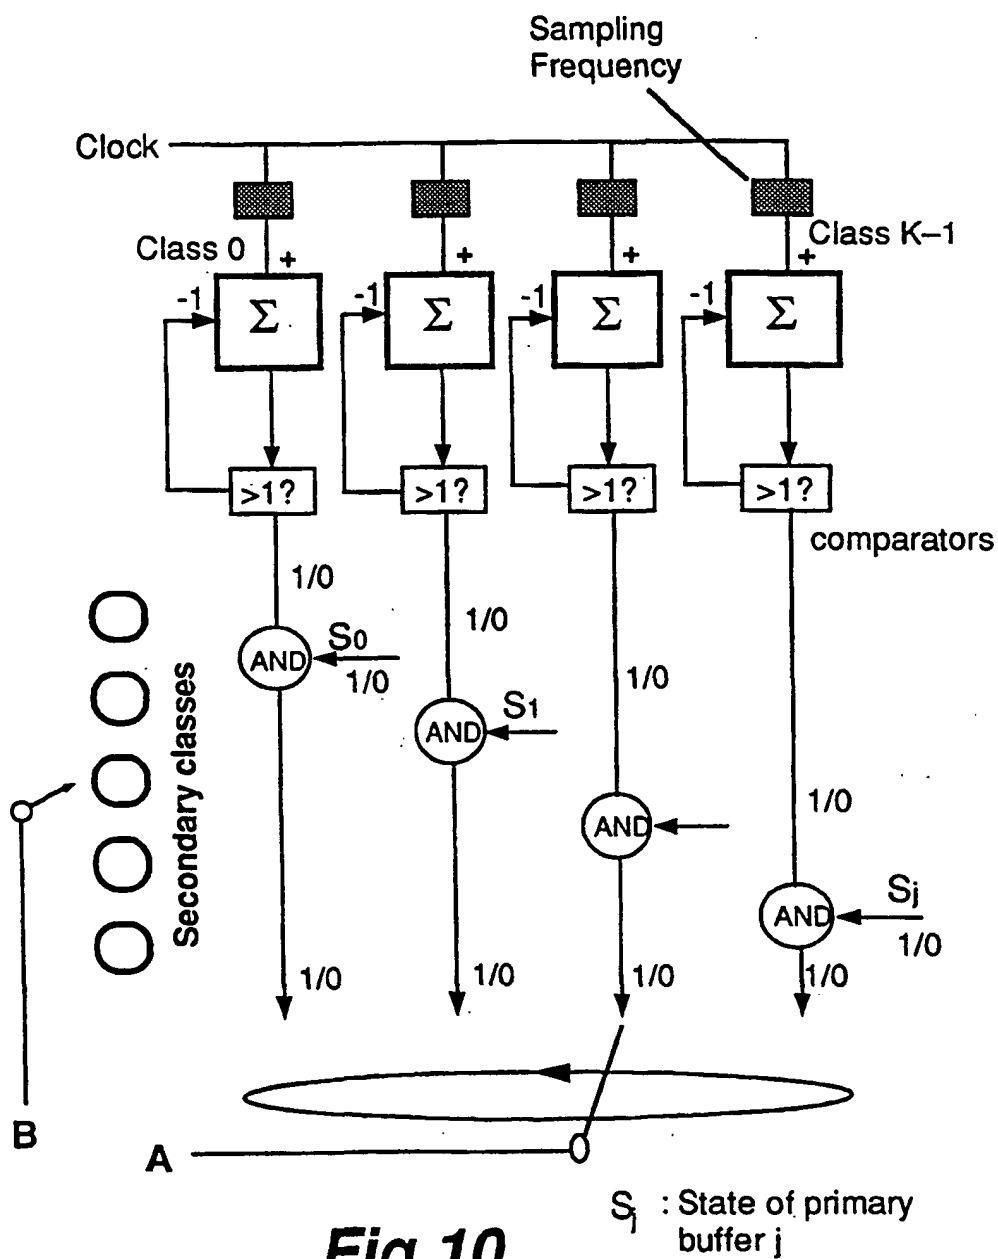 Sampling
Frequency
Clock
Class 0
Class K–1
+
+
+
+
-1
-1
-1
-1
Σ
Σ
Σ
Σ
>1?
>1?
>1?
>1?
comparators
1/0
1/0
1/0
1/0
AND
S0
1/0
AND
S1
AND
AND
Sj
1/0
Secondary classes
1/0
1/0
1/0
1/0
B
A
Sj : State of primary
buffer j
Fig.10